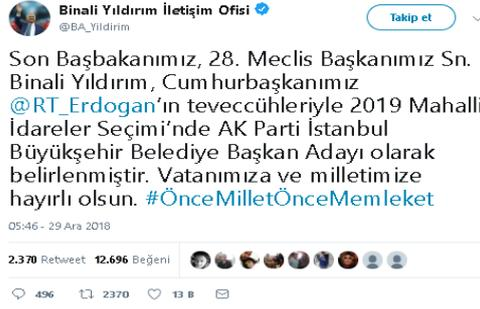 Binali Yıldırım İletişim Ofisi
@BA_Yildirim
Takip et
Son Başbakanımız, 28. Meclis Başkanımız Sn.
Binali Yıldırım, Cumhurbaşkanımız
@RT_Erdogan'ın teveccühleriyle 2019 Mahalli
İdareler Seçimi'nde AK Parti İstanbul
Büyükşehir Belediye Başkan Adayı olarak
belirlenmiştir. Vatanımıza ve milletimize
hayırlı olsun. #ÖnceMilletÖnceMemleket
05:46 - 29 Ara 2018
2.370 Retweet 12.696 Beğeni
496 2370 13 B